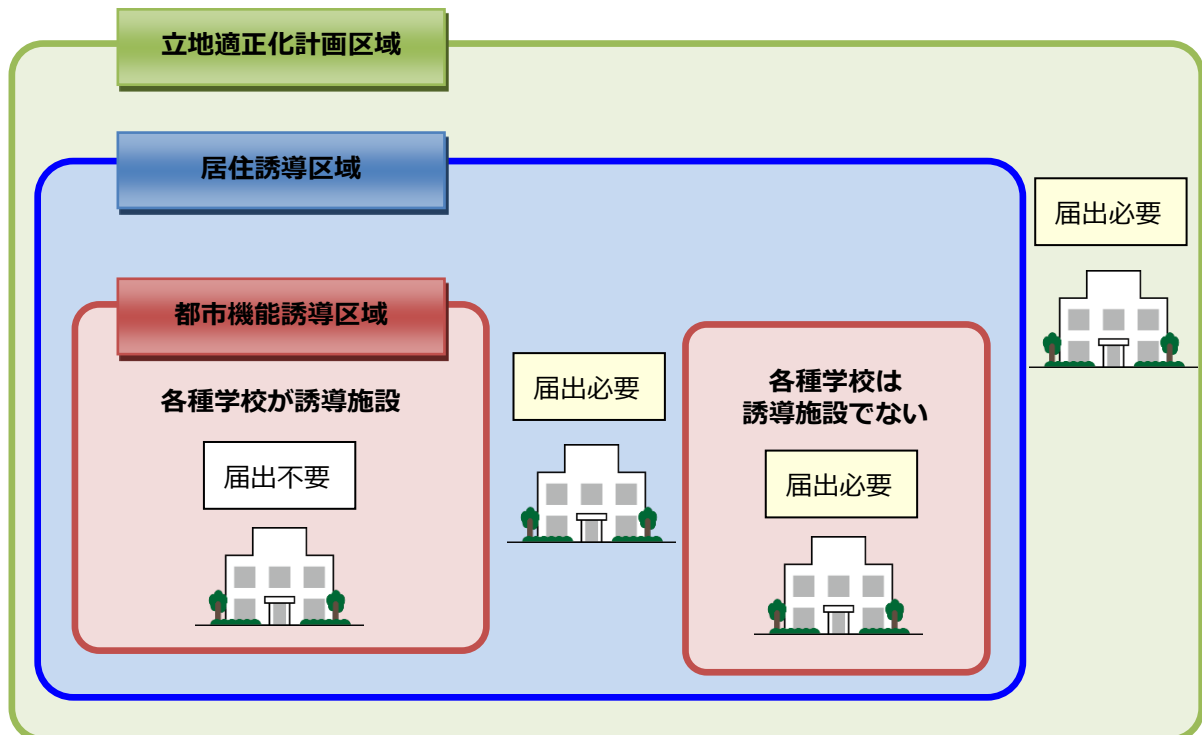 立地適正化計画区域
居住誘導区域
届出必要
都市機能誘導区域
各種学校が誘導施設
届出不要
届出必要
各種学校は
誘導施設でない
届出必要